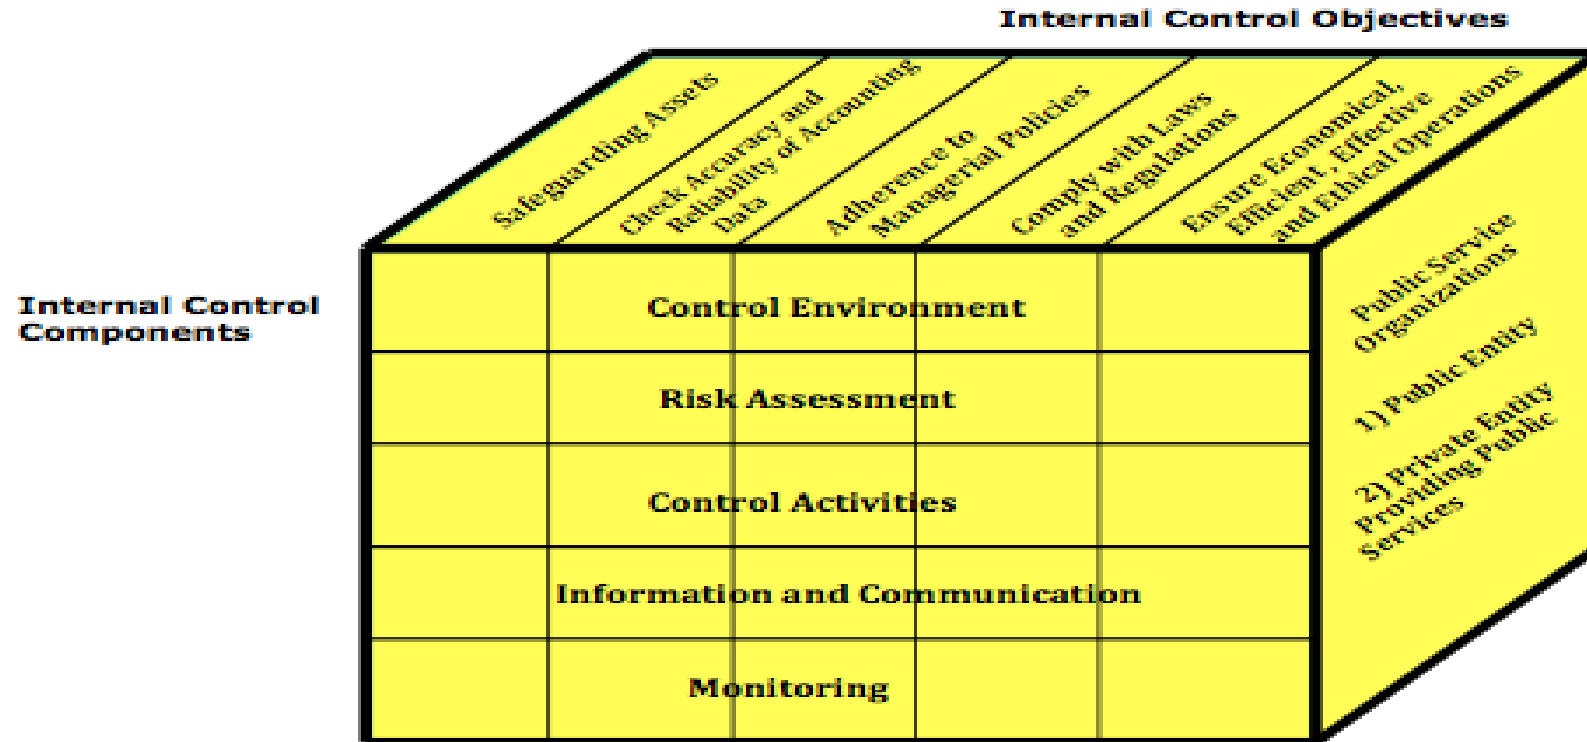 Internal Control Objectives
Safeguarding Assets
Check Accuracy and
Reliability of Accounting
Data
Adherence to
Managerial Policies
Comply with Laws
and Regulations
Ensure Economical,
Efficient, Effective
and Ethical Operations
Internal Control
Components
Control Environment
Risk Assessment
Control Activities
Information and Communication
Monitoring
Public Service
Organizations
1) Public Entity
2) Private Entity
Providing Public
Services